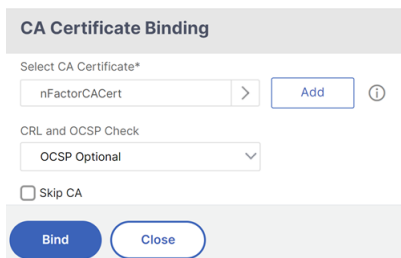 CA Certificate Binding
Select CA Certificate*
nFactorCACert
Add
CRL and OCSP Check
OCSP Optional
Skip CA
Bind
Close